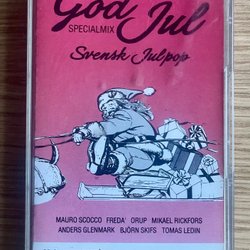 God Jul
SPECIALMIX
Svensk Julpop
MAURO SCOCCO FREDA' ORUP MIKAEL RICKFORS
ANDERS GLENMARK BJÖRN SKIFS TOMAS LEDIN